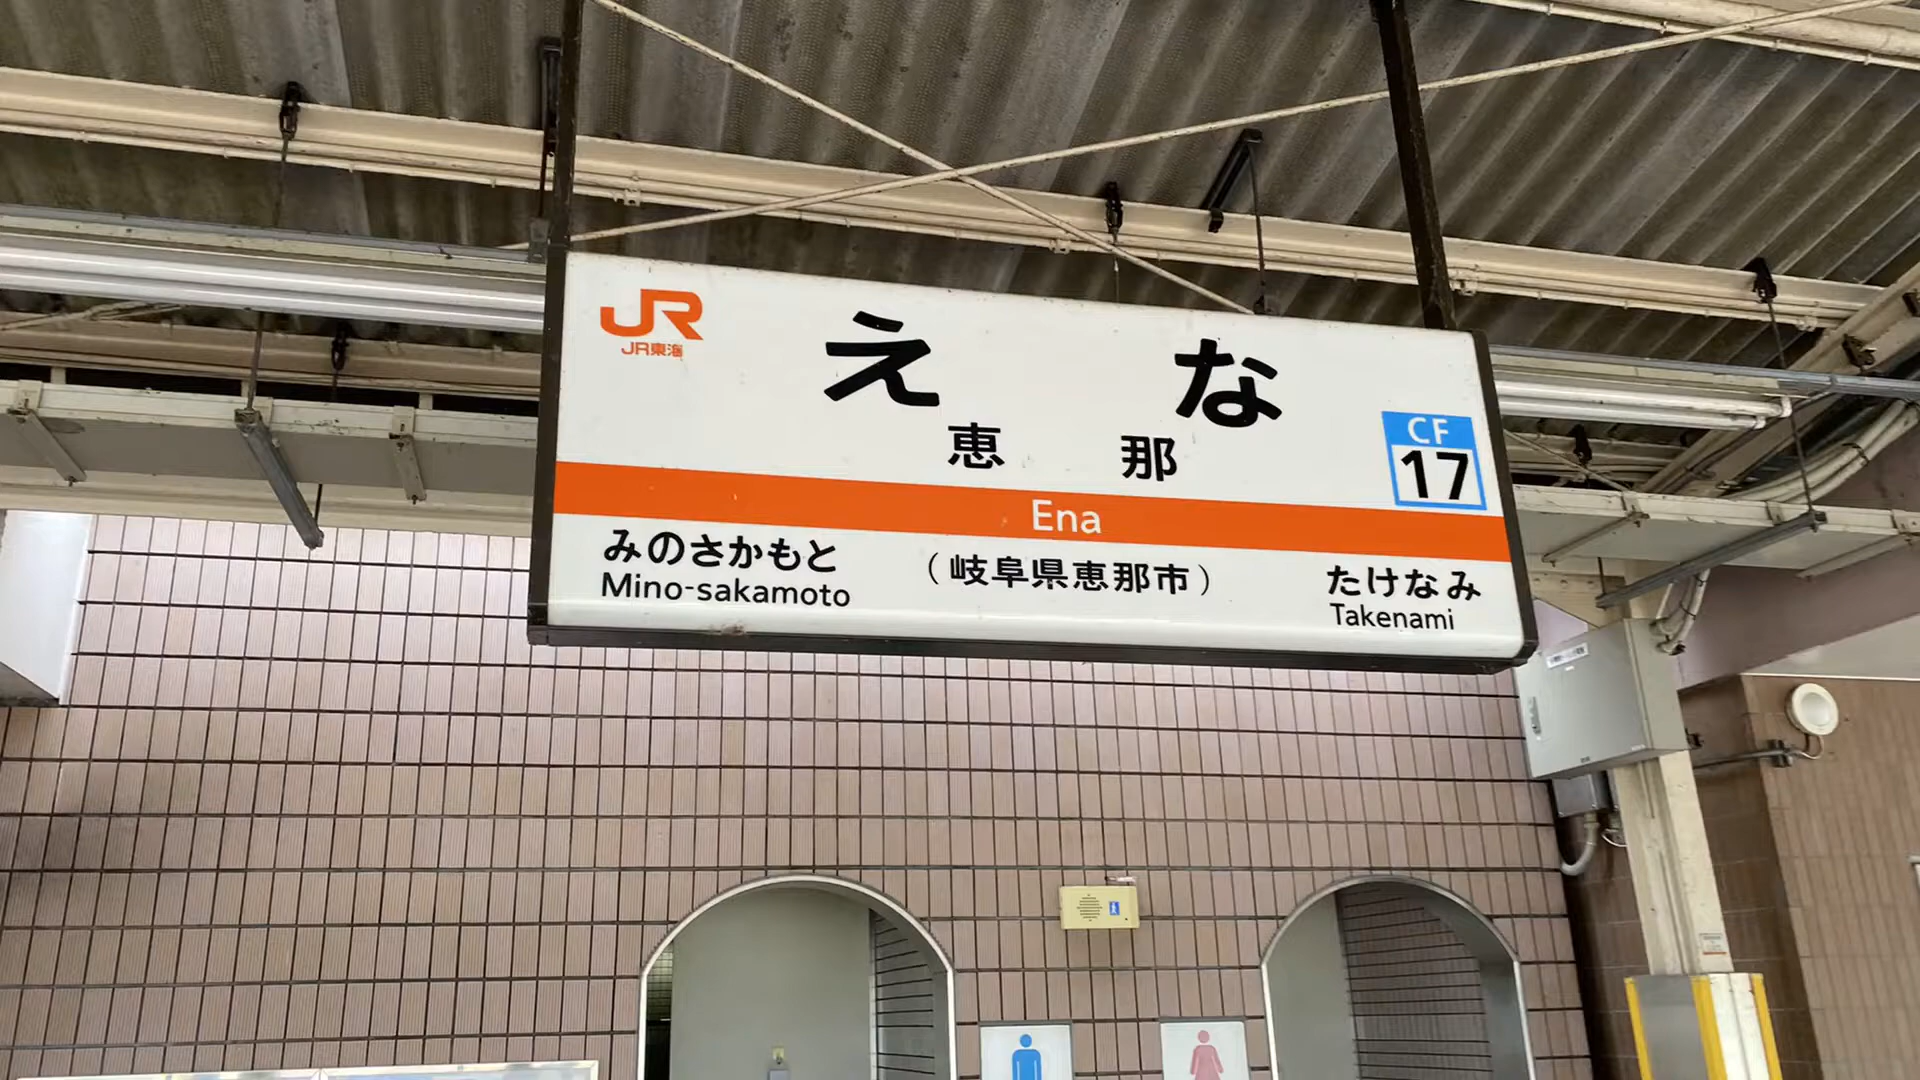 JR
JR東海
えな
恵那
CF
17
Ena
みのさかもと
Mino-sakamoto
（岐阜県恵那市）
たけなみ
Takenami